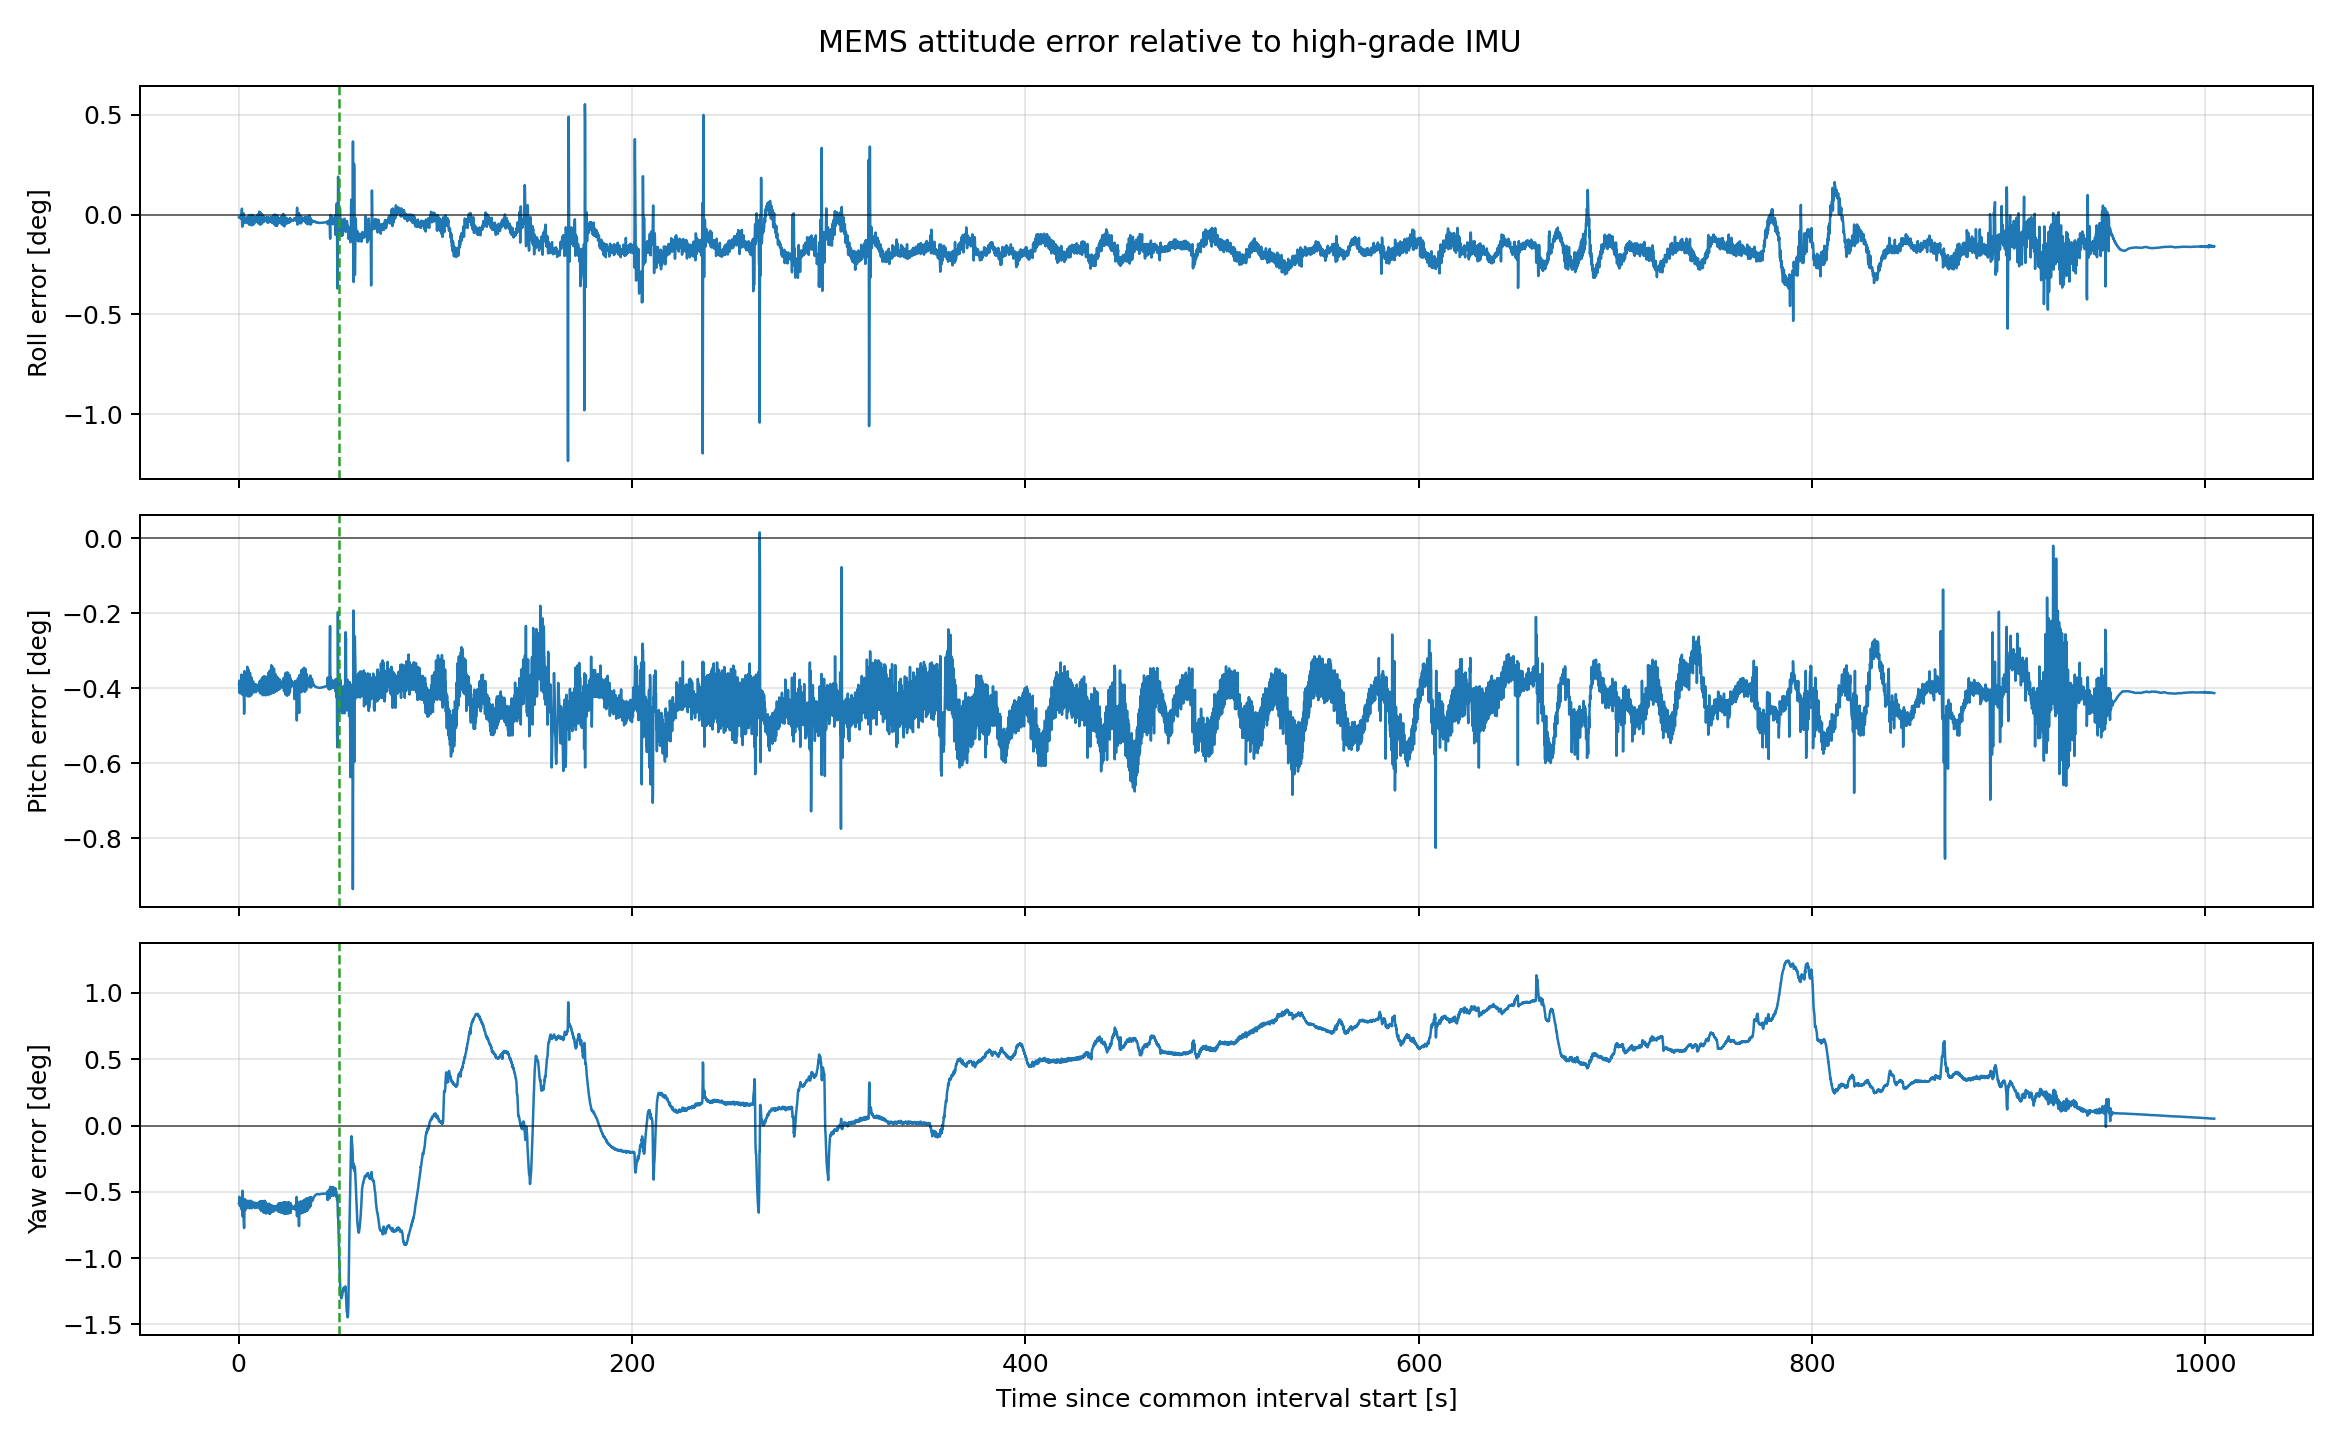 MEMS attitude error relative to high-grade IMU
Roll error [deg]
0.5
0.0
−0.5
−1.0
Pitch error [deg]
0.0
−0.2
−0.4
−0.6
−0.8
Yaw error [deg]
1.0
0.5
0.0
−0.5
−1.0
−1.5
0 200 400 600 800 1000
Time since common interval start [s]